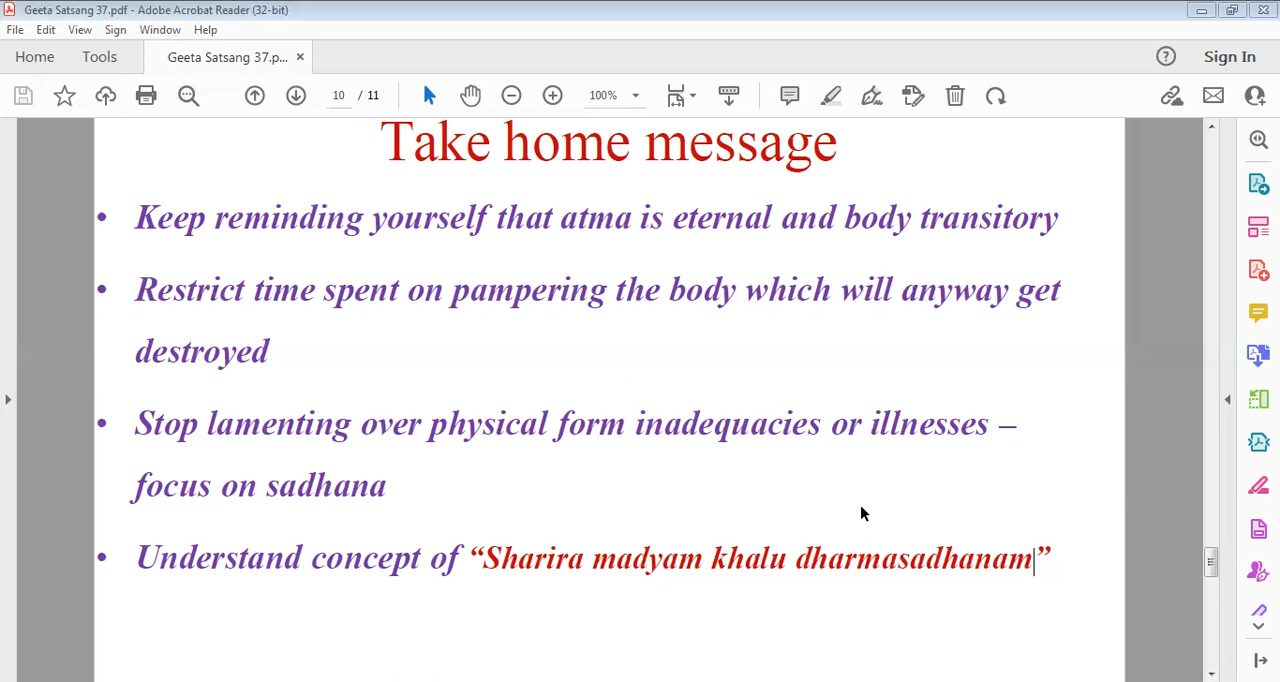 Geeta Satsang 37.pdf - Adobe Acrobat Reader (32-bit)
File Edit View Sign Window Help
Home Tools Geeta Satsang 37.p... × Sign In
10 / 11 100%
Take home message
• Keep reminding yourself that atma is eternal and body transitory
• Restrict time spent on pampering the body which will anyway get
destroyed
• Stop lamenting over physical form inadequacies or illnesses –
focus on sadhana
• Understand concept of “Sharira madyam khalu dharmasadhanam”